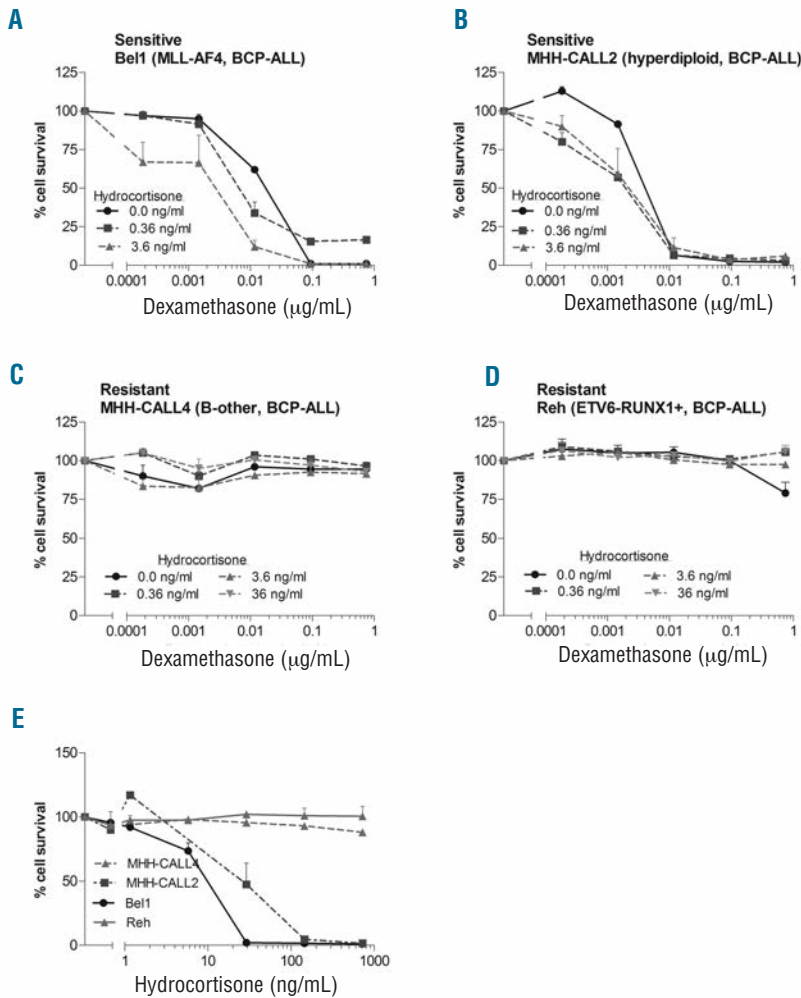 A
Sensitive
Bel1 (MLL-AF4, BCP-ALL)
125
100
75
50
25
0
% cell survival
Hydrocortisone
0.0 ng/ml
0.36 ng/ml
3.6 ng/ml
0.0001 0.001 0.01 0.1 1
Dexamethasone (μg/mL)
B
Sensitive
MHH-CALL2 (hyperdiploid, BCP-ALL)
125
100
75
50
25
0
% cell survival
Hydrocortisone
0.0 ng/ml
0.36 ng/ml
3.6 ng/ml
0.0001 0.001 0.01 0.1 1
Dexamethasone (μg/mL)
C
Resistant
MHH-CALL4 (B-other, BCP-ALL)
125
100
75
50
25
0
% cell survival
Hydrocortisone
0.0 ng/ml 3.6 ng/ml
0.36 ng/ml 36 ng/ml
0.0001 0.001 0.01 0.1 1
Dexamethasone (μg/mL)
D
Resistant
Reh (ETV6-RUNX1+, BCP-ALL)
125
100
75
50
25
0
% cell survival
Hydrocortisone
0.0 ng/ml 3.6 ng/ml
0.36 ng/ml 36 ng/ml
0.0001 0.001 0.01 0.1 1
Dexamethasone (μg/mL)
E
150
100
50
0
% cell survival
MHH-CALL4
MHH-CALL2
Bel1
Reh
1 10 100 1000
Hydrocortisone (ng/mL)